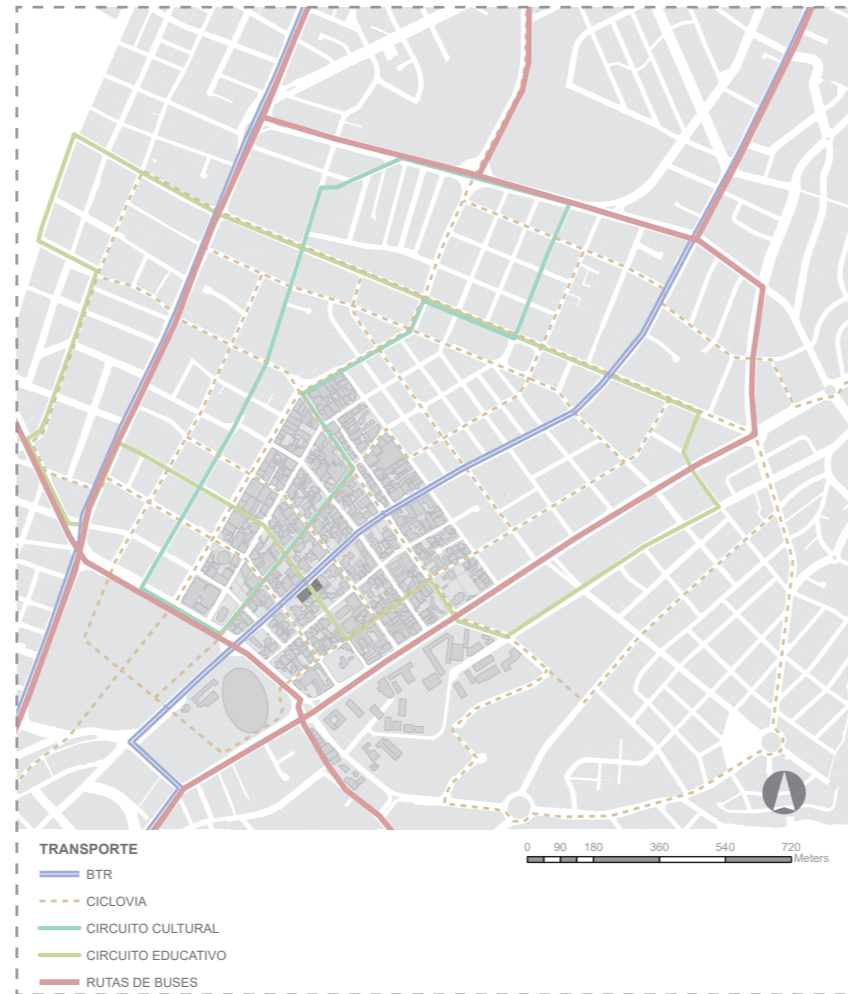 TRANSPORTE
BTR
CICLOVIA
CIRCUITO CULTURAL
CIRCUITO EDUCATIVO
RUTAS DE BUSES
0 90 180 360 540 720
Meters